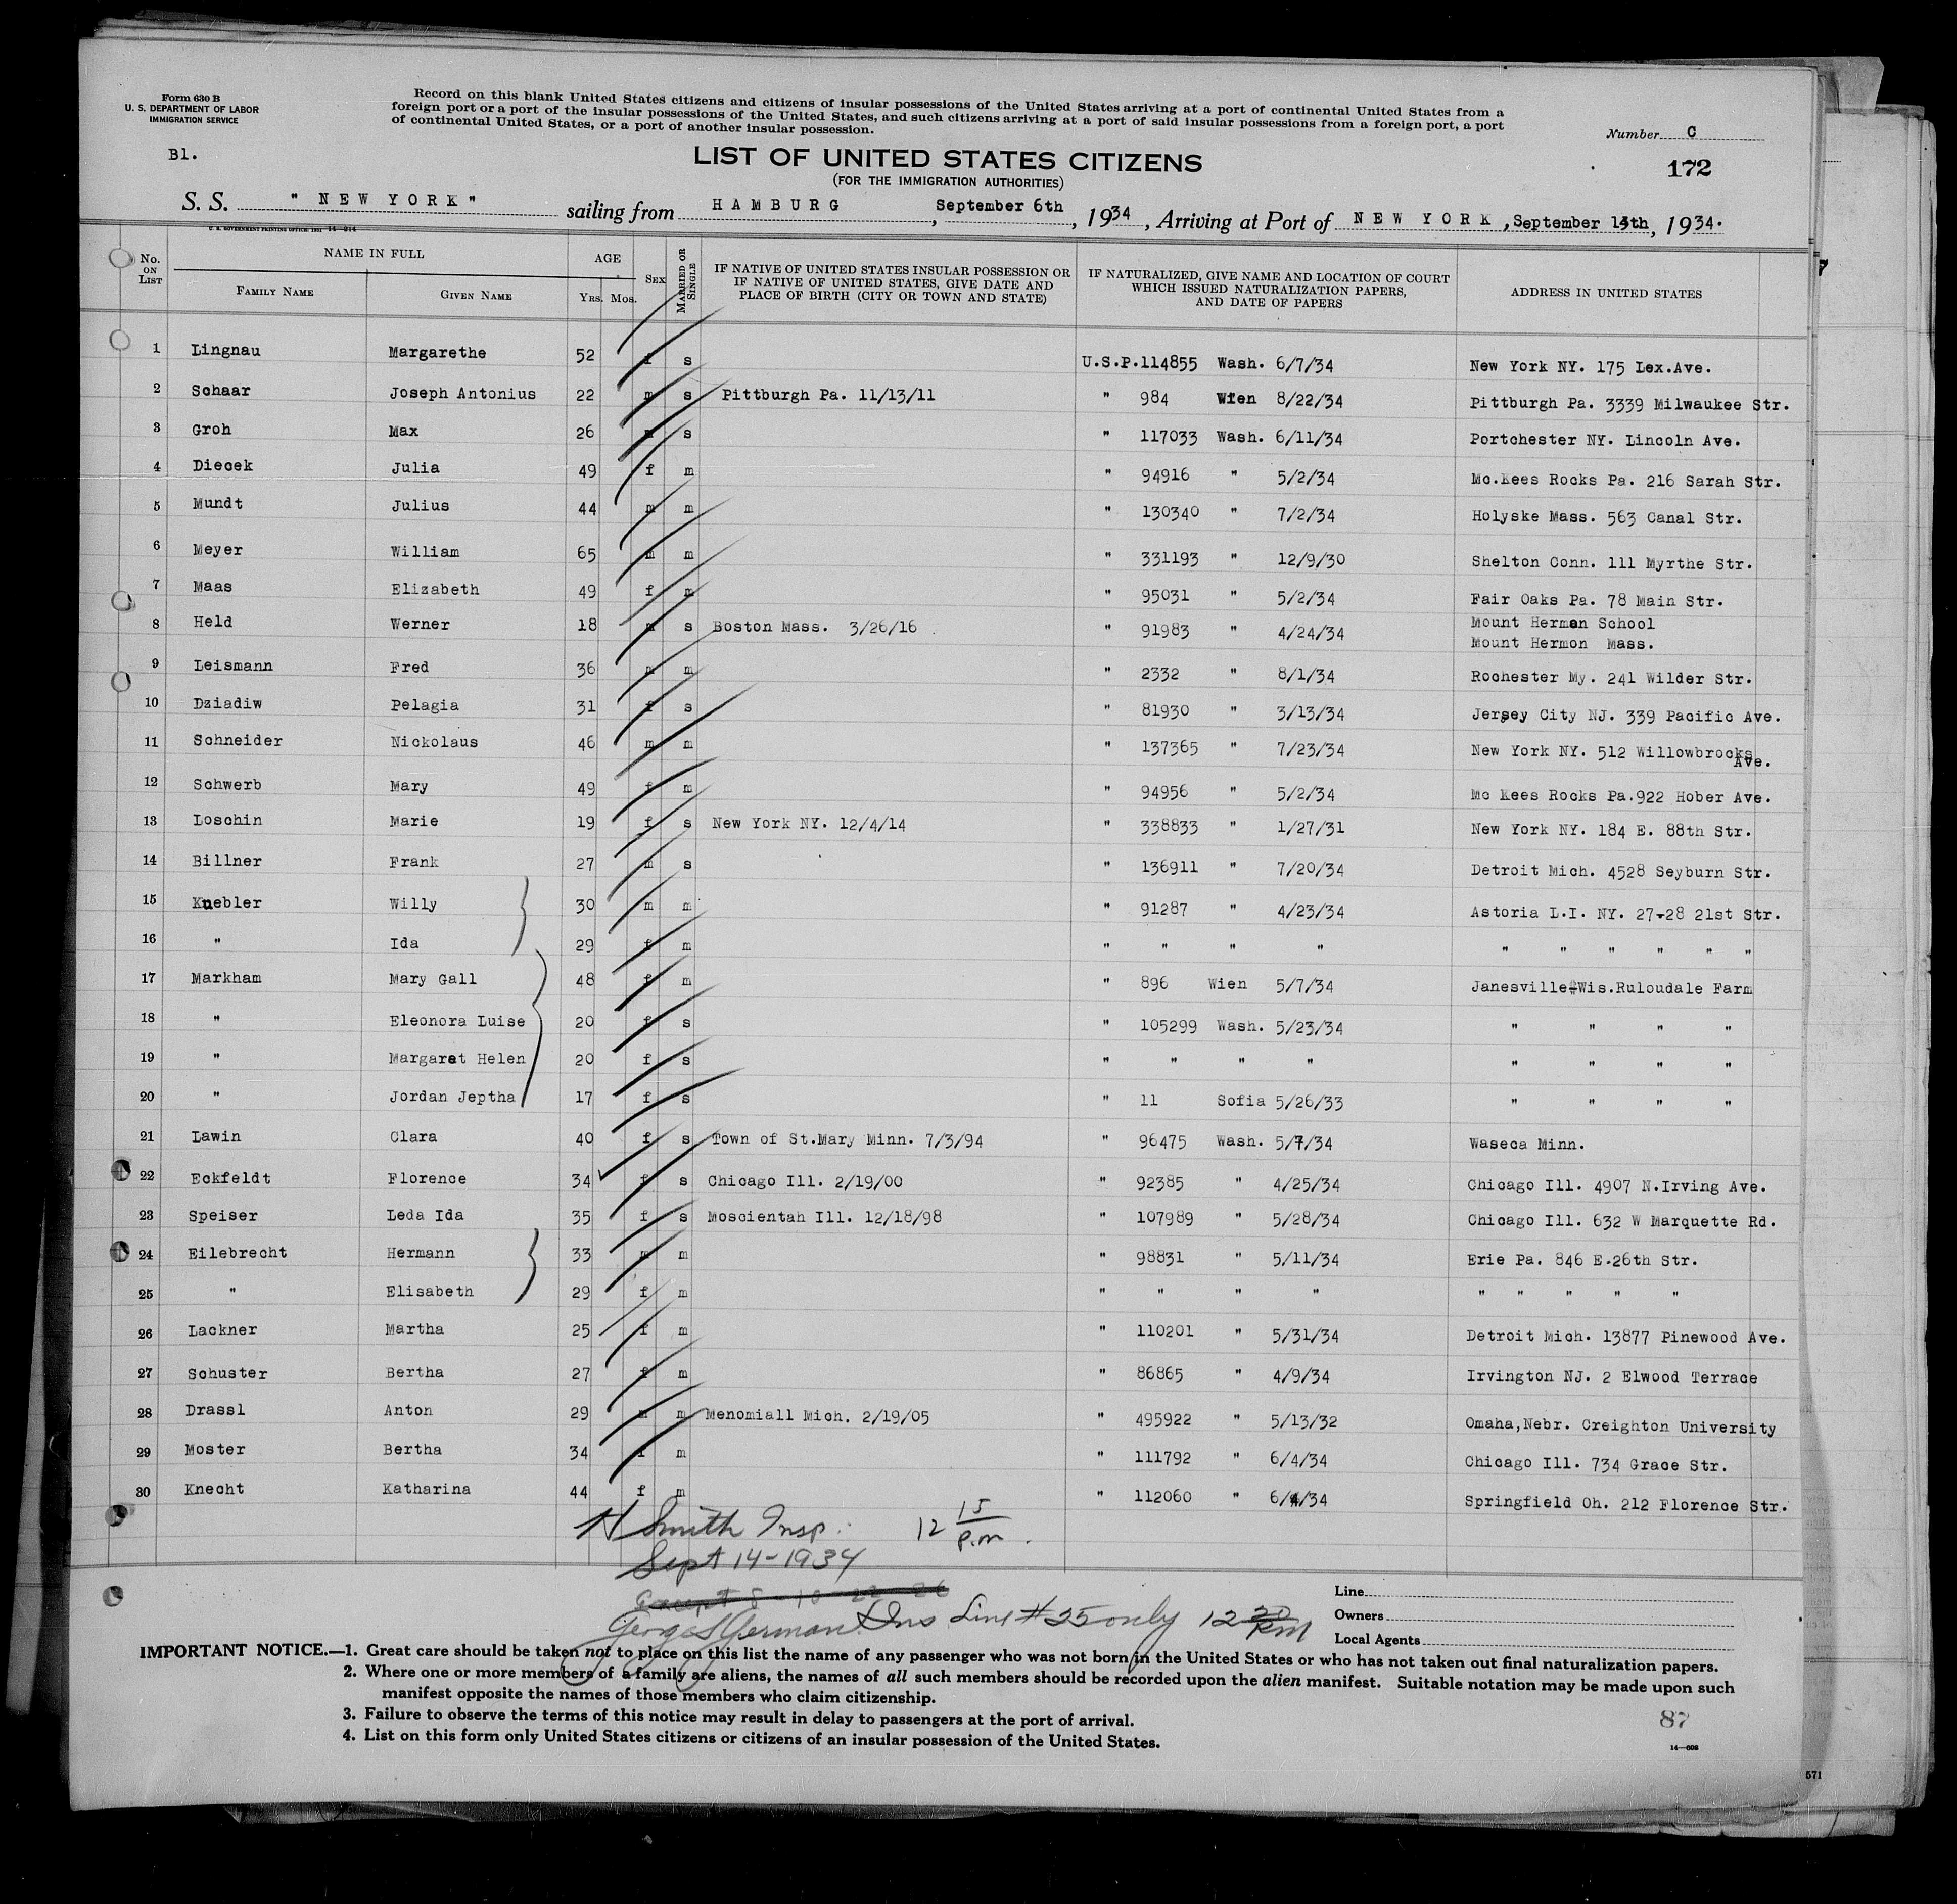 Form 630 B
U. S. DEPARTMENT OF LABOR
IMMIGRATION SERVICE
Record on this blank United States citizens and citizens of insular possessions of the United States arriving at a port of continental United States from a
foreign port or a port of the insular possessions of the United States, and such citizens arriving at a port of said insular possessions from a foreign port, a port
of continental United States, or a port of another insular possession.
Number C
Bl.
LIST OF UNITED STATES CITIZENS
172
(FOR THE IMMIGRATION AUTHORITIES)
S. S. "NEW YORK" sailing from HAMBURG, September 6th, 1934, Arriving at Port of NEW YORK, September 14th, 1934.
U. S. GOVERNMENT PRINTING OFFICE: 1931 14—214
No. ON LIST NAME IN FULL AGE SEX MARRIED OR SINGLE IF NATIVE OF UNITED STATES INSULAR POSSESSION OR IF NATIVE OF UNITED STATES, GIVE DATE AND PLACE OF BIRTH (CITY OR TOWN AND STATE) IF NATURALIZED, GIVE NAME AND LOCATION OF COURT WHICH ISSUED NATURALIZATION PAPERS, AND DATE OF PAPERS ADDRESS IN UNITED STATES
FAMILY NAME GIVEN NAME YRS. MOS.
1 Lingnau Margarethe 52 f s U.S.P.114855 Wash. 6/7/34 New York NY. 175 Lex.Ave.
2 Schaar Joseph Antonius 22 m s Pittburgh Pa. 11/13/11 " 984 Wien 8/22/34 Pittburgh Pa. 3339 Milwaukee Str.
3 Groh Max 26 m s " 117033 Wash. 6/11/34 Portchester NY. Lincoln Ave.
4 Diecek Julia 49 f m " 94916 " 5/2/34 Mc.Kees Rocks Pa. 216 Sarah Str.
5 Mundt Julius 44 m m " 130340 " 7/2/34 Holyske Mass. 563 Canal Str.
6 Meyer William 65 m m " 331193 " 12/9/30 Shelton Conn. 111 Myrthe Str.
7 Maas Elizabeth 49 f m " 95031 " 5/2/34 Fair Oaks Pa. 78 Main Str.
8 Held Werner 18 m s Boston Mass. 3/26/16 " 91983 " 4/24/34 Mount Hermon School
Mount Hermon Mass.
9 Leismann Fred 36 m m " 2332 " 8/1/34 Rochester My. 241 Wilder Str.
10 Dziadiw Pelagia 31 f s " 81930 " 3/13/34 Jersey City NJ. 339 Pacific Ave.
11 Schneider Nickolaus 46 m m " 137365 " 7/23/34 New York NY. 512 Willowbrocks
Ave.
12 Schwerb Mary 49 f m " 94956 " 5/2/34 Mc Kees Rocks Pa.922 Hober Ave.
13 Loschin Marie 19 f s New York NY. 12/4/14 " 338833 " 1/27/31 New York NY. 184 E. 88th Str.
14 Billner Frank 27 m s " 136911 " 7/20/34 Detroit Mich. 4528 Seyburn Str.
15 Kuebler Willy 30 m m " 91287 " 4/23/34 Astoria L.I. NY. 27-28 21st Str.
16 " Ida 29 f m " " " " " " " " " "
17 Markham Mary Gall 48 f m " 896 Wien 5/7/34 Janesville Wis.Ruloudale Farm
18 " Eleonora Luise 20 f s " 105299 Wash. 5/23/34 " " " "
19 " Margaret Helen 20 f s " " " " " " " "
20 " Jordan Jeptha 17 f s " 11 Sofia 5/26/33 " " " "
21 Lawin Clara 40 f s Town of St.Mary Minn. 7/3/94 " 96475 Wash. 5/7/34 Waseca Minn.
22 Eckfeldt Florence 34 f s Chicago Ill. 2/19/00 " 92385 " 4/25/34 Chicago Ill. 4907 N.Irving Ave.
23 Speiser Leda Ida 35 f s Moscientah Ill. 12/18/98 " 107989 " 5/28/34 Chicago Ill. 632 W Marquette Rd.
24 Eilebrecht Hermann 33 m m " 98831 " 5/11/34 Erie Pa. 846 E.26th Str.
25 " Elisabeth 29 f m " " " " " " " " "
26 Lackner Martha 25 f m " 110201 " 5/31/34 Detroit Mich. 13877 Pinewood Ave.
27 Schuster Bertha 27 f m " 86865 " 4/9/34 Irvington NJ. 2 Elwood Terrace
28 Drassl Anton 29 m m Menomiall Mich. 2/19/05 " 495922 " 5/13/32 Omaha,Nebr. Creighton University
29 Moster Bertha 34 f m " 111792 " 6/4/34 Chicago Ill. 734 Grace Str.
30 Knecht Katharina 44 f m " 112060 " 6/4/34 Springfield Oh. 212 Florence Str.
Smith Insp. 12 15 p.m.
Sept 14-1934
Line
George German Ins Line #25 only 12 20 PM
Owners
Local Agents
IMPORTANT NOTICE.—1. Great care should be taken not to place on this list the name of any passenger who was not born in the United States or who has not taken out final naturalization papers.
2. Where one or more members of a family are aliens, the names of all such members should be recorded upon the alien manifest. Suitable notation may be made upon such
manifest opposite the names of those members who claim citizenship.
3. Failure to observe the terms of this notice may result in delay to passengers at the port of arrival.
4. List on this form only United States citizens or citizens of an insular possession of the United States.
87
14—608
571